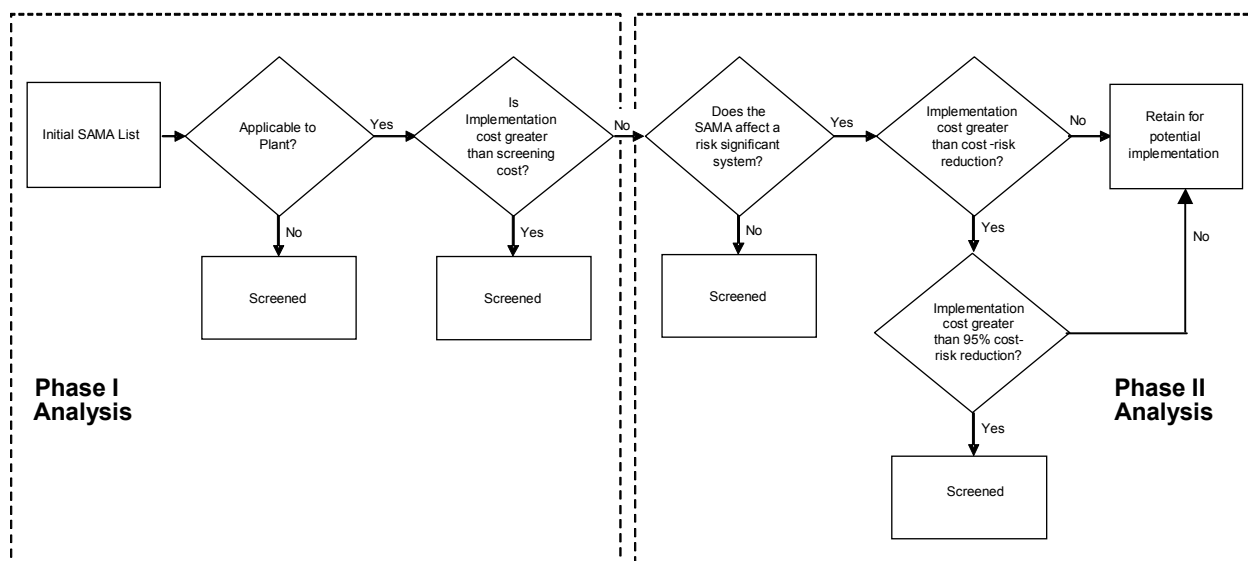 Initial SAMA List
Applicable to
Plant?
Yes
No
Screened
Is
Implementation
cost greater
than screening
cost?
No
Yes
Screened
Phase I
Analysis
Does the
SAMA affect a
risk significant
system?
Yes
No
Screened
Implementation
cost greater
than cost -risk
reduction?
No
Yes
Retain for
potential
implementation
No
Implementation
cost greater
than 95% cost-
risk reduction?
Yes
Screened
Phase II
Analysis